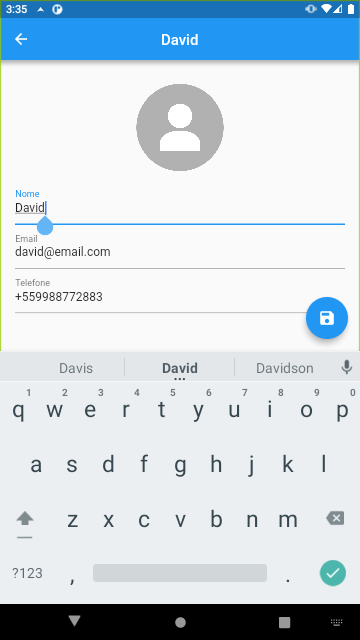 3:35
David
Nome
David
Email
david@email.com
Telefone
+559988772883
Davis David Davidson
1 2 3 4 5 6 7 8 9 0
q w e r t y u i o p
a s d f g h j k l
z x c v b n m
?123 , .